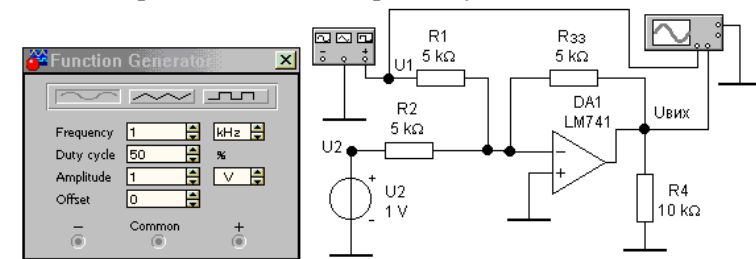 Function Generator
Frequency 1 kHz
Duty cycle 50 %
Amplitude 1 V
Offset 0
− Common +
R1
5 kΩ
R33
5 kΩ
U1
R2
5 kΩ
U2
DA1
LM741
Uвих
U2
1 V
R4
10 kΩ